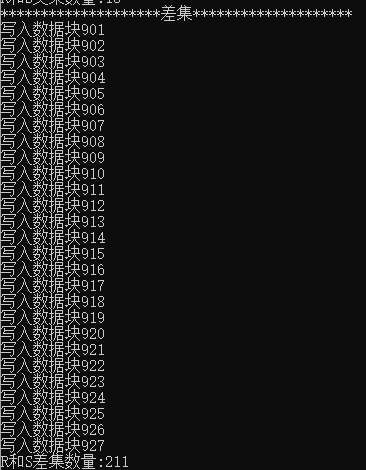 *******************差集*******************
写入数据块901
写入数据块902
写入数据块903
写入数据块904
写入数据块905
写入数据块906
写入数据块907
写入数据块908
写入数据块909
写入数据块910
写入数据块911
写入数据块912
写入数据块913
写入数据块914
写入数据块915
写入数据块916
写入数据块917
写入数据块918
写入数据块919
写入数据块920
写入数据块921
写入数据块922
写入数据块923
写入数据块924
写入数据块925
写入数据块926
写入数据块927
R和S差集数量:211